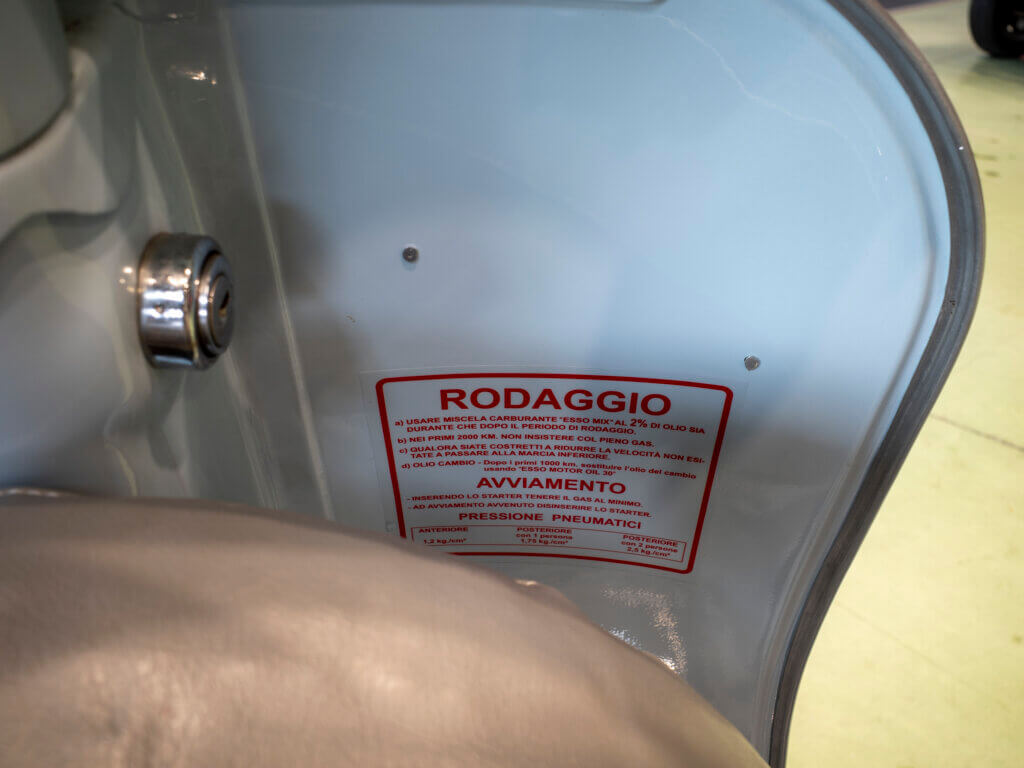 RODAGGIO
a) USARE MISCELA CARBURANTE "ESSO MIX" AL 2% DI OLIO SIA
DURANTE CHE DOPO IL PERIODO DI RODAGGIO.
b) NEI PRIMI 2000 KM. NON INSISTERE COL PIENO GAS.
c) QUALORA SIATE COSTRETTI A RIDURRE LA VELOCITÀ NON ESI-
TATE A PASSARE ALLA MARCIA INFERIORE.
d) OLIO CAMBIO - Dopo i primi 1000 km. sostituire l'olio del cambio
usando "ESSO MOTOR OIL 30"
AVVIAMENTO
- INSERENDO LO STARTER TENERE IL GAS AL MINIMO.
- AD AVVIAMENTO AVVENUTO DISINSERIRE LO STARTER.
PRESSIONE PNEUMATICI
ANTERIORE
1,2 kg./cm²
POSTERIORE
con 1 persona
1,75 kg./cm²
POSTERIORE
con 2 persone
2,5 kg./cm²